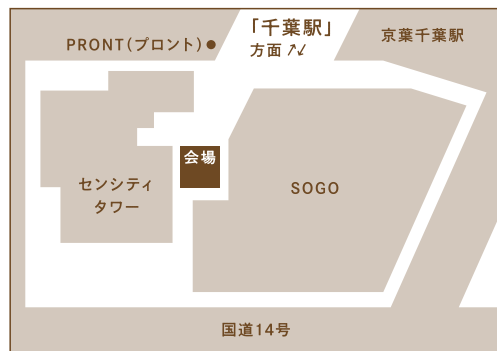 「千葉駅」
方面
PRONT(プロント)
京葉千葉駅
会場
センシティ
タワー
SOGO
国道14号